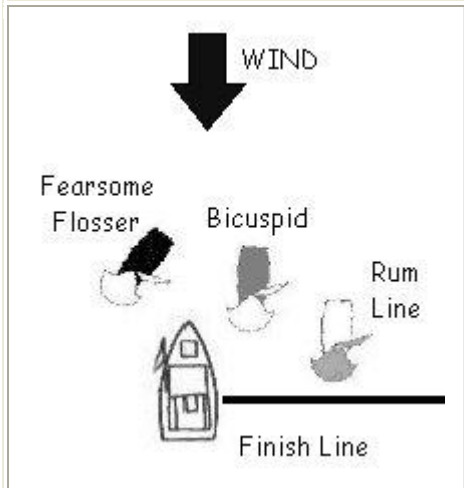 WIND
Fearsome
Flosser
Bicuspid
Rum
Line
Finish Line